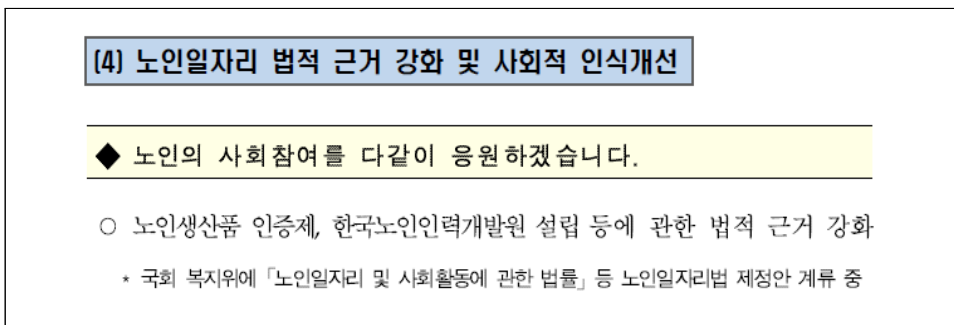 (4) 노인일자리 법적 근거 강화 및 사회적 인식개선
◆ 노인의 사회참여를 다같이 응원하겠습니다.
○ 노인생산품 인증제, 한국노인인력개발원 설립 등에 관한 법적 근거 강화
* 국회 복지위에 「노인일자리 및 사회활동에 관한 법률」 등 노인일자리법 제정안 계류 중